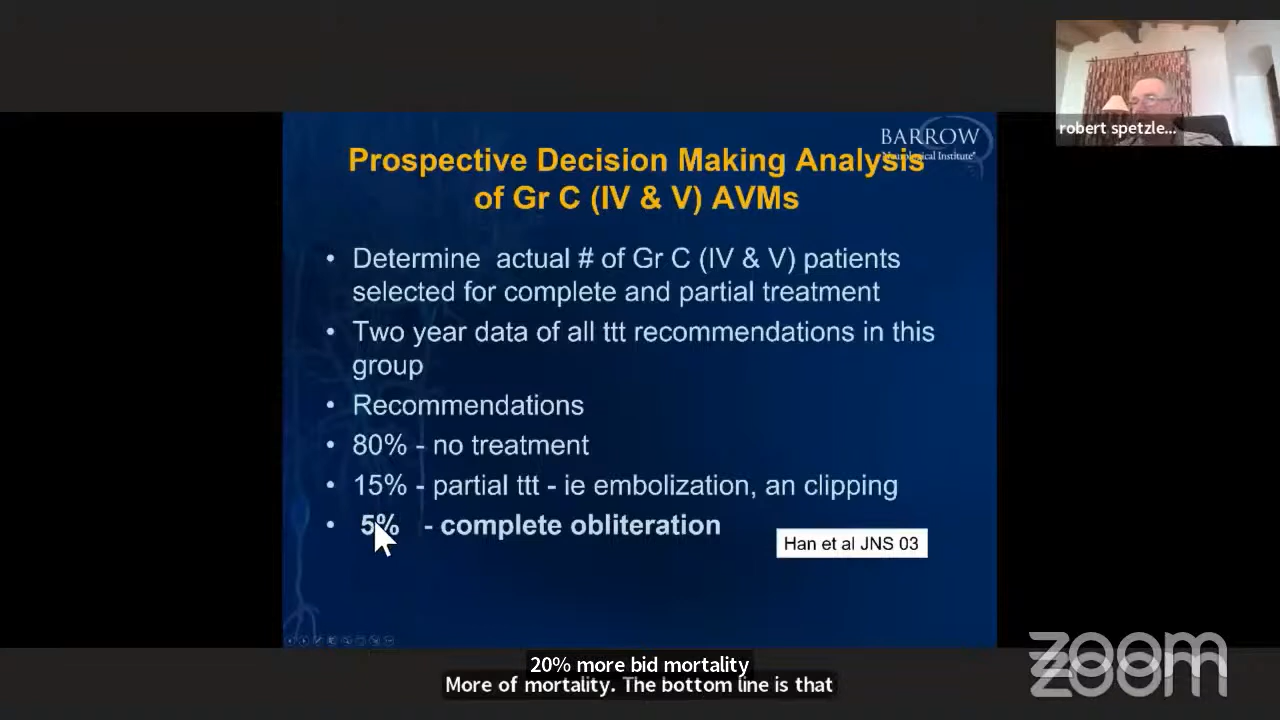 robert spetzle...
BARROW
Neurological Institute®
Prospective Decision Making Analysis
of Gr C (IV & V) AVMs
• Determine actual # of Gr C (IV & V) patients
selected for complete and partial treatment
• Two year data of all ttt recommendations in this
group
• Recommendations
• 80% - no treatment
• 15% - partial ttt - ie embolization, an clipping
• 5% - complete obliteration
Han et al JNS 03
20% more bid mortality
More of mortality. The bottom line is that
zoom